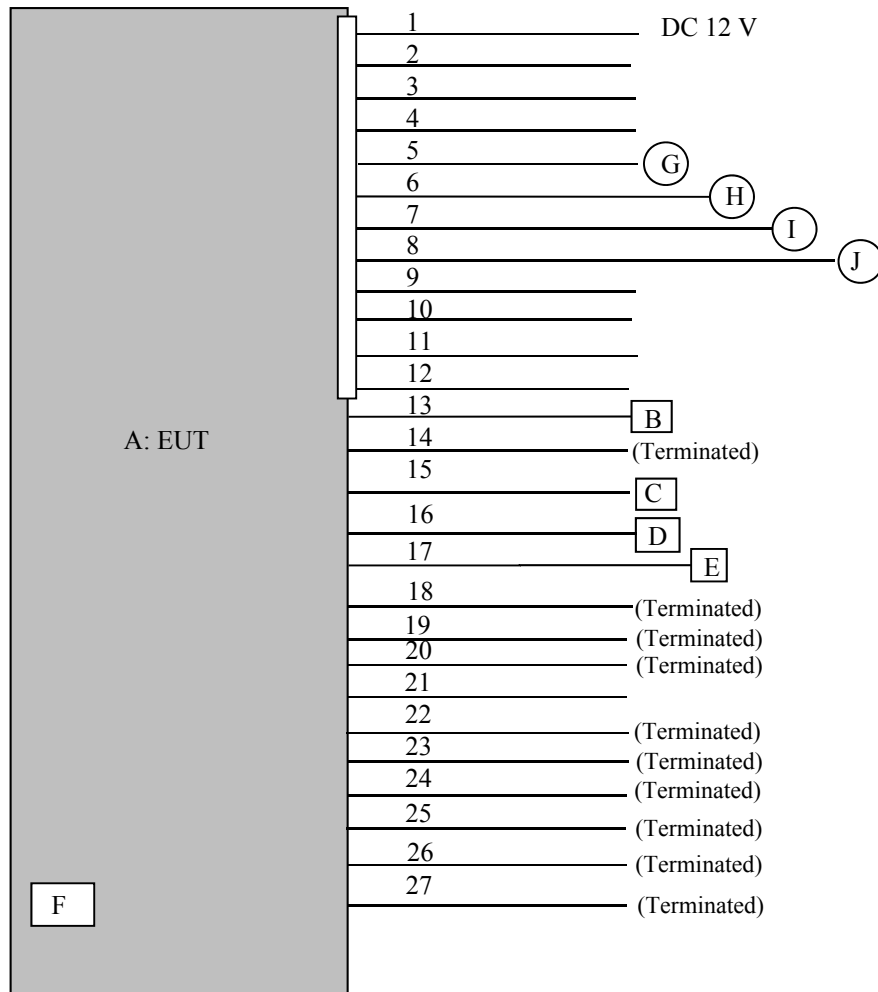 1 DC 12 V
2
3
4
5 G
6 H
7 I
8 J
9
10
11
12
13 B
A: EUT
14 (Terminated)
15 C
16 D
17 E
18 (Terminated)
19 (Terminated)
20 (Terminated)
21
22 (Terminated)
23 (Terminated)
24 (Terminated)
25 (Terminated)
26 (Terminated)
27 (Terminated)
F